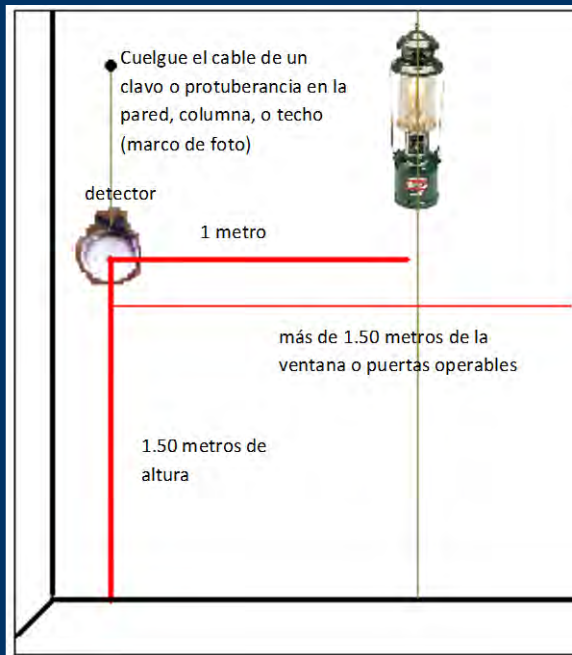 Cuelgue el cable de un
clavo o protuberancia en la
pared, columna, o techo
(marco de foto)
detector
1 metro
más de 1.50 metros de la
ventana o puertas operables
1.50 metros de
altura